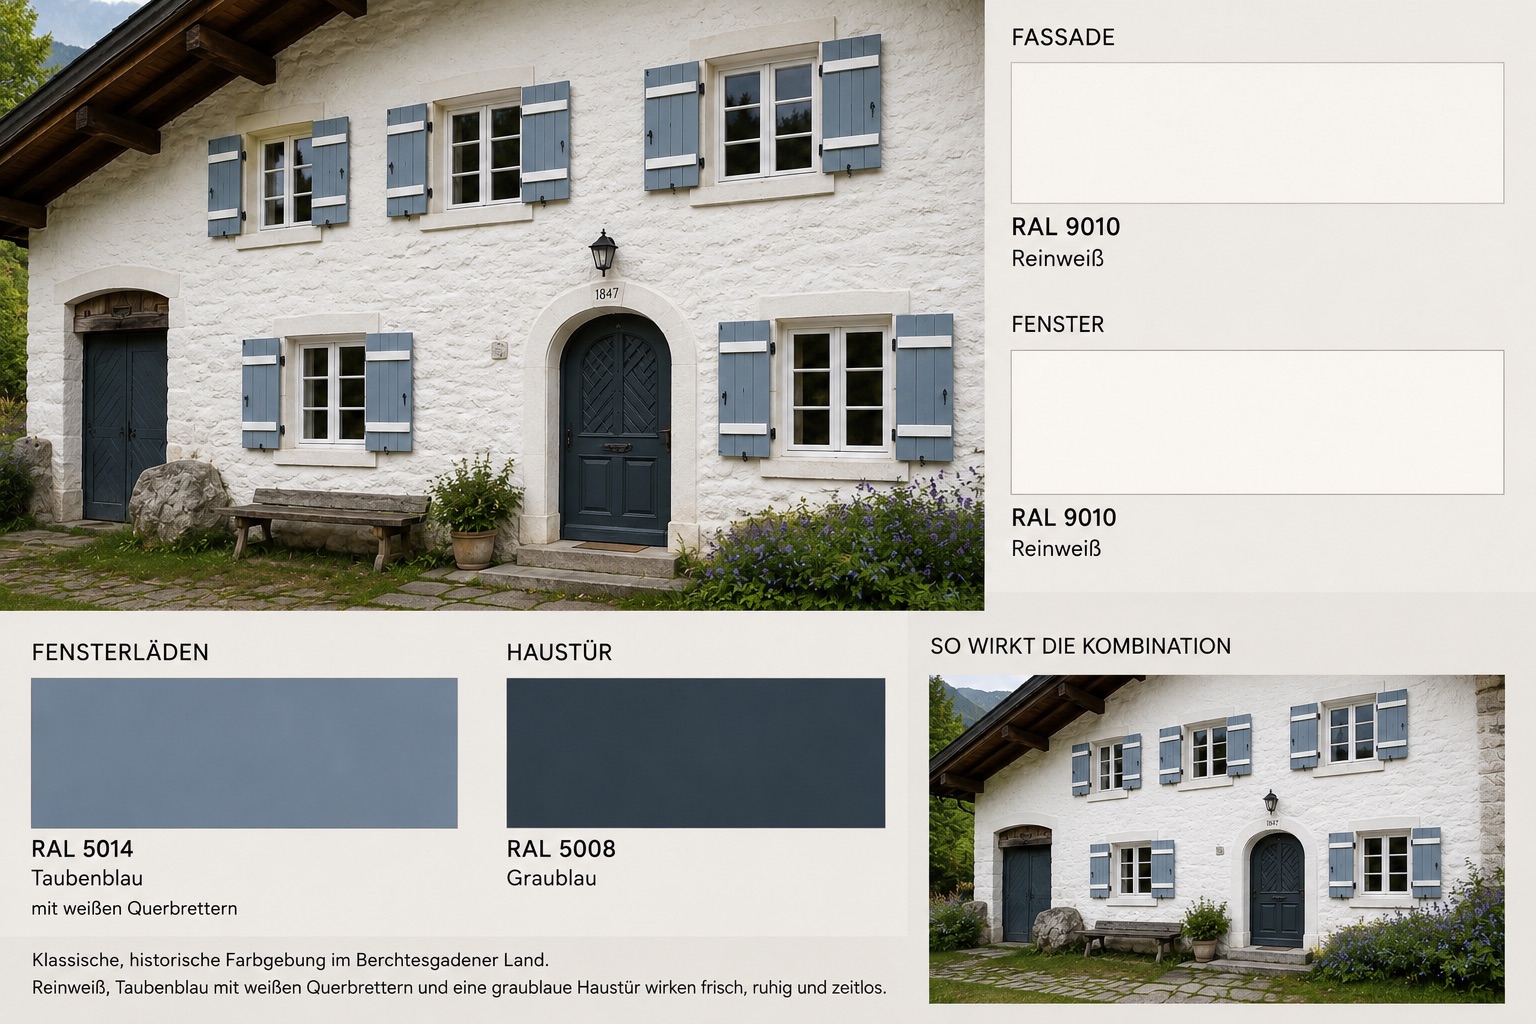 FASSADE
RAL 9010
Reinweiß
FENSTER
RAL 9010
Reinweiß
1847
FENSTERLÄDEN
RAL 5014
Taubenblau
mit weißen Querbrettern
HAUSTÜR
RAL 5008
Graublau
SO WIRKT DIE KOMBINATION
1847
Klassische, historische Farbgebung im Berchtesgadener Land.
Reinweiß, Taubenblau mit weißen Querbrettern und eine graublaue Haustür wirken frisch, ruhig und zeitlos.